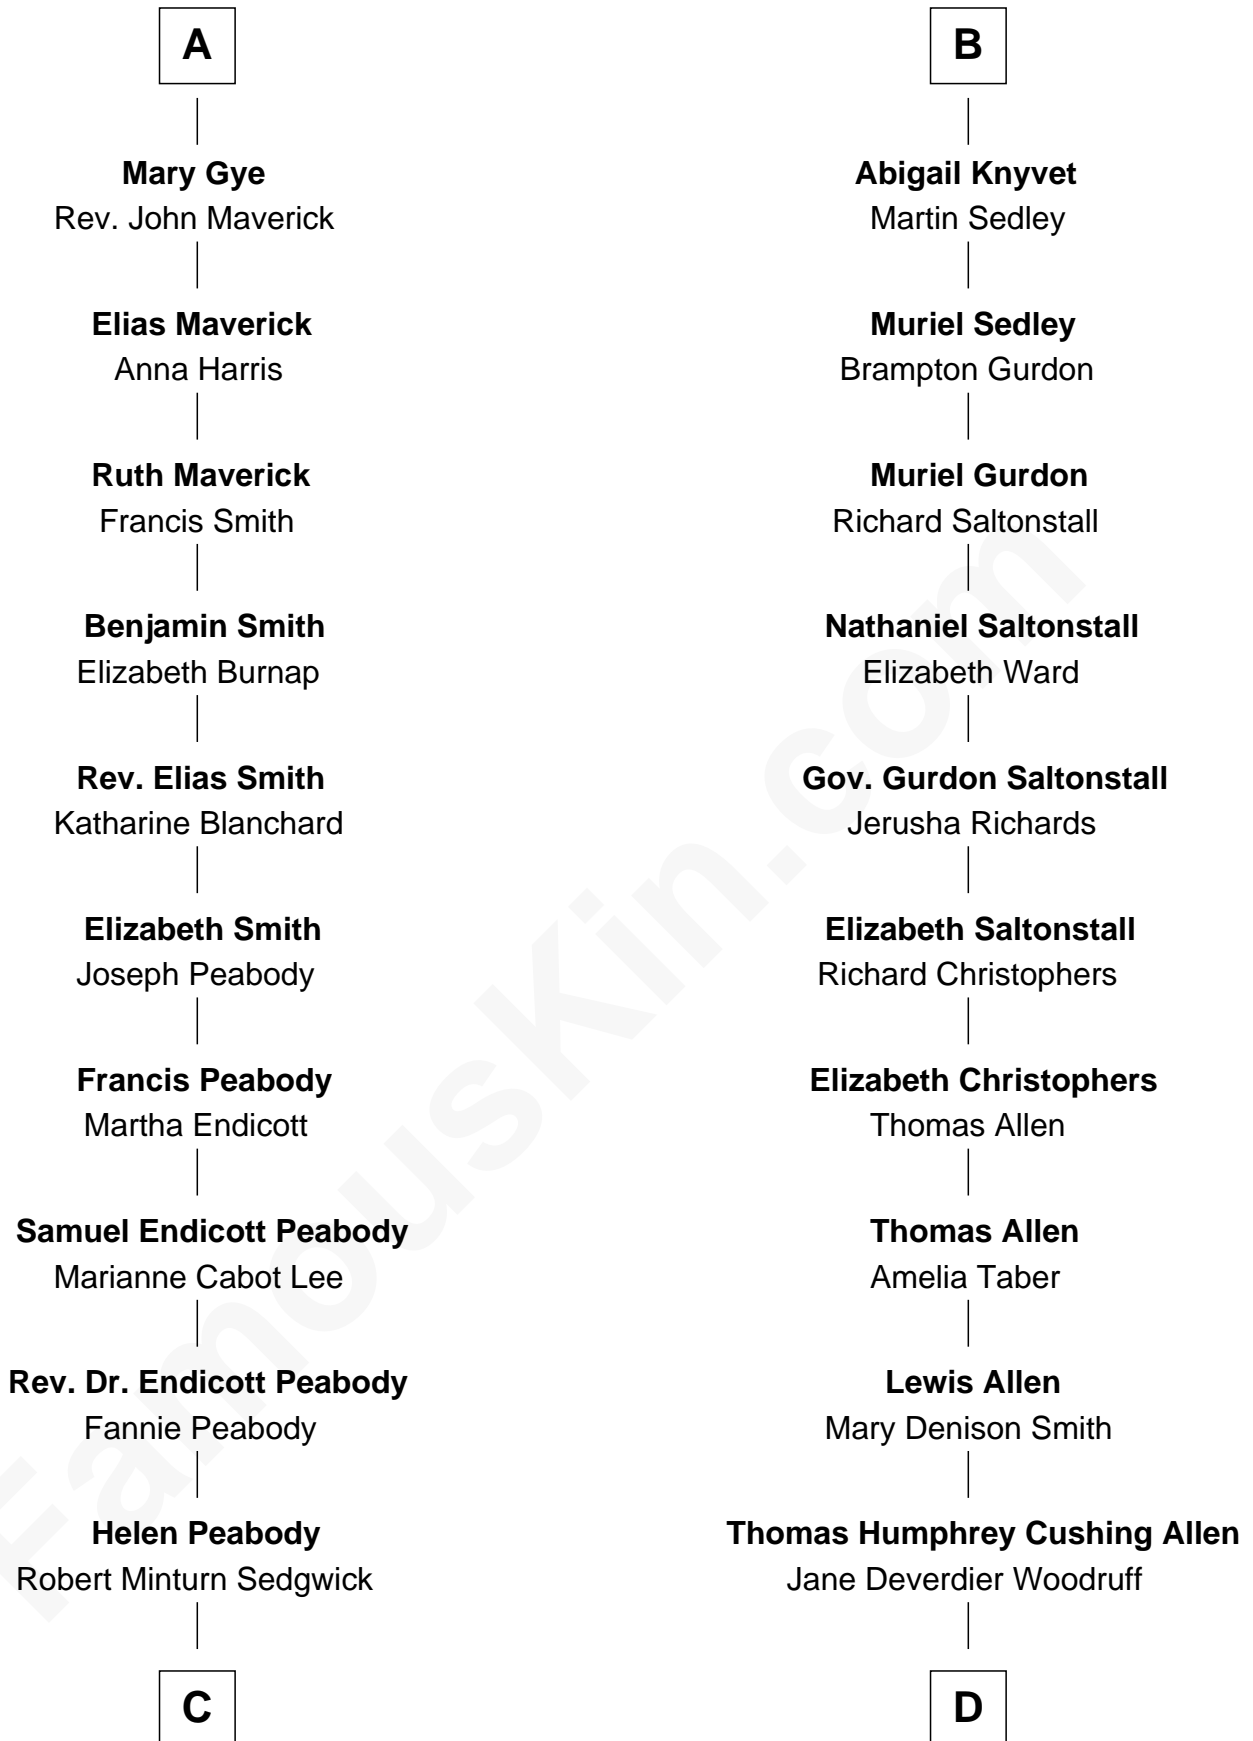 A
Mary Gye
Rev. John Maverick
Elias Maverick
Anna Harris
Ruth Maverick
Francis Smith
Benjamin Smith
Elizabeth Burnap
Rev. Elias Smith
Katharine Blanchard
Elizabeth Smith
Joseph Peabody
Francis Peabody
Martha Endicott
Samuel Endicott Peabody
Marianne Cabot Lee
Rev. Dr. Endicott Peabody
Fannie Peabody
Helen Peabody
Robert Minturn Sedgwick
C
B
Abigail Knyvet
Martin Sedley
Muriel Sedley
Brampton Gurdon
Muriel Gurdon
Richard Saltonstall
Nathaniel Saltonstall
Elizabeth Ward
Gov. Gurdon Saltonstall
Jerusha Richards
Elizabeth Saltonstall
Richard Christophers
Elizabeth Christophers
Thomas Allen
Thomas Allen
Amelia Taber
Lewis Allen
Mary Denison Smith
Thomas Humphrey Cushing Allen
Jane Deverdier Woodruff
D
FamousKin.com